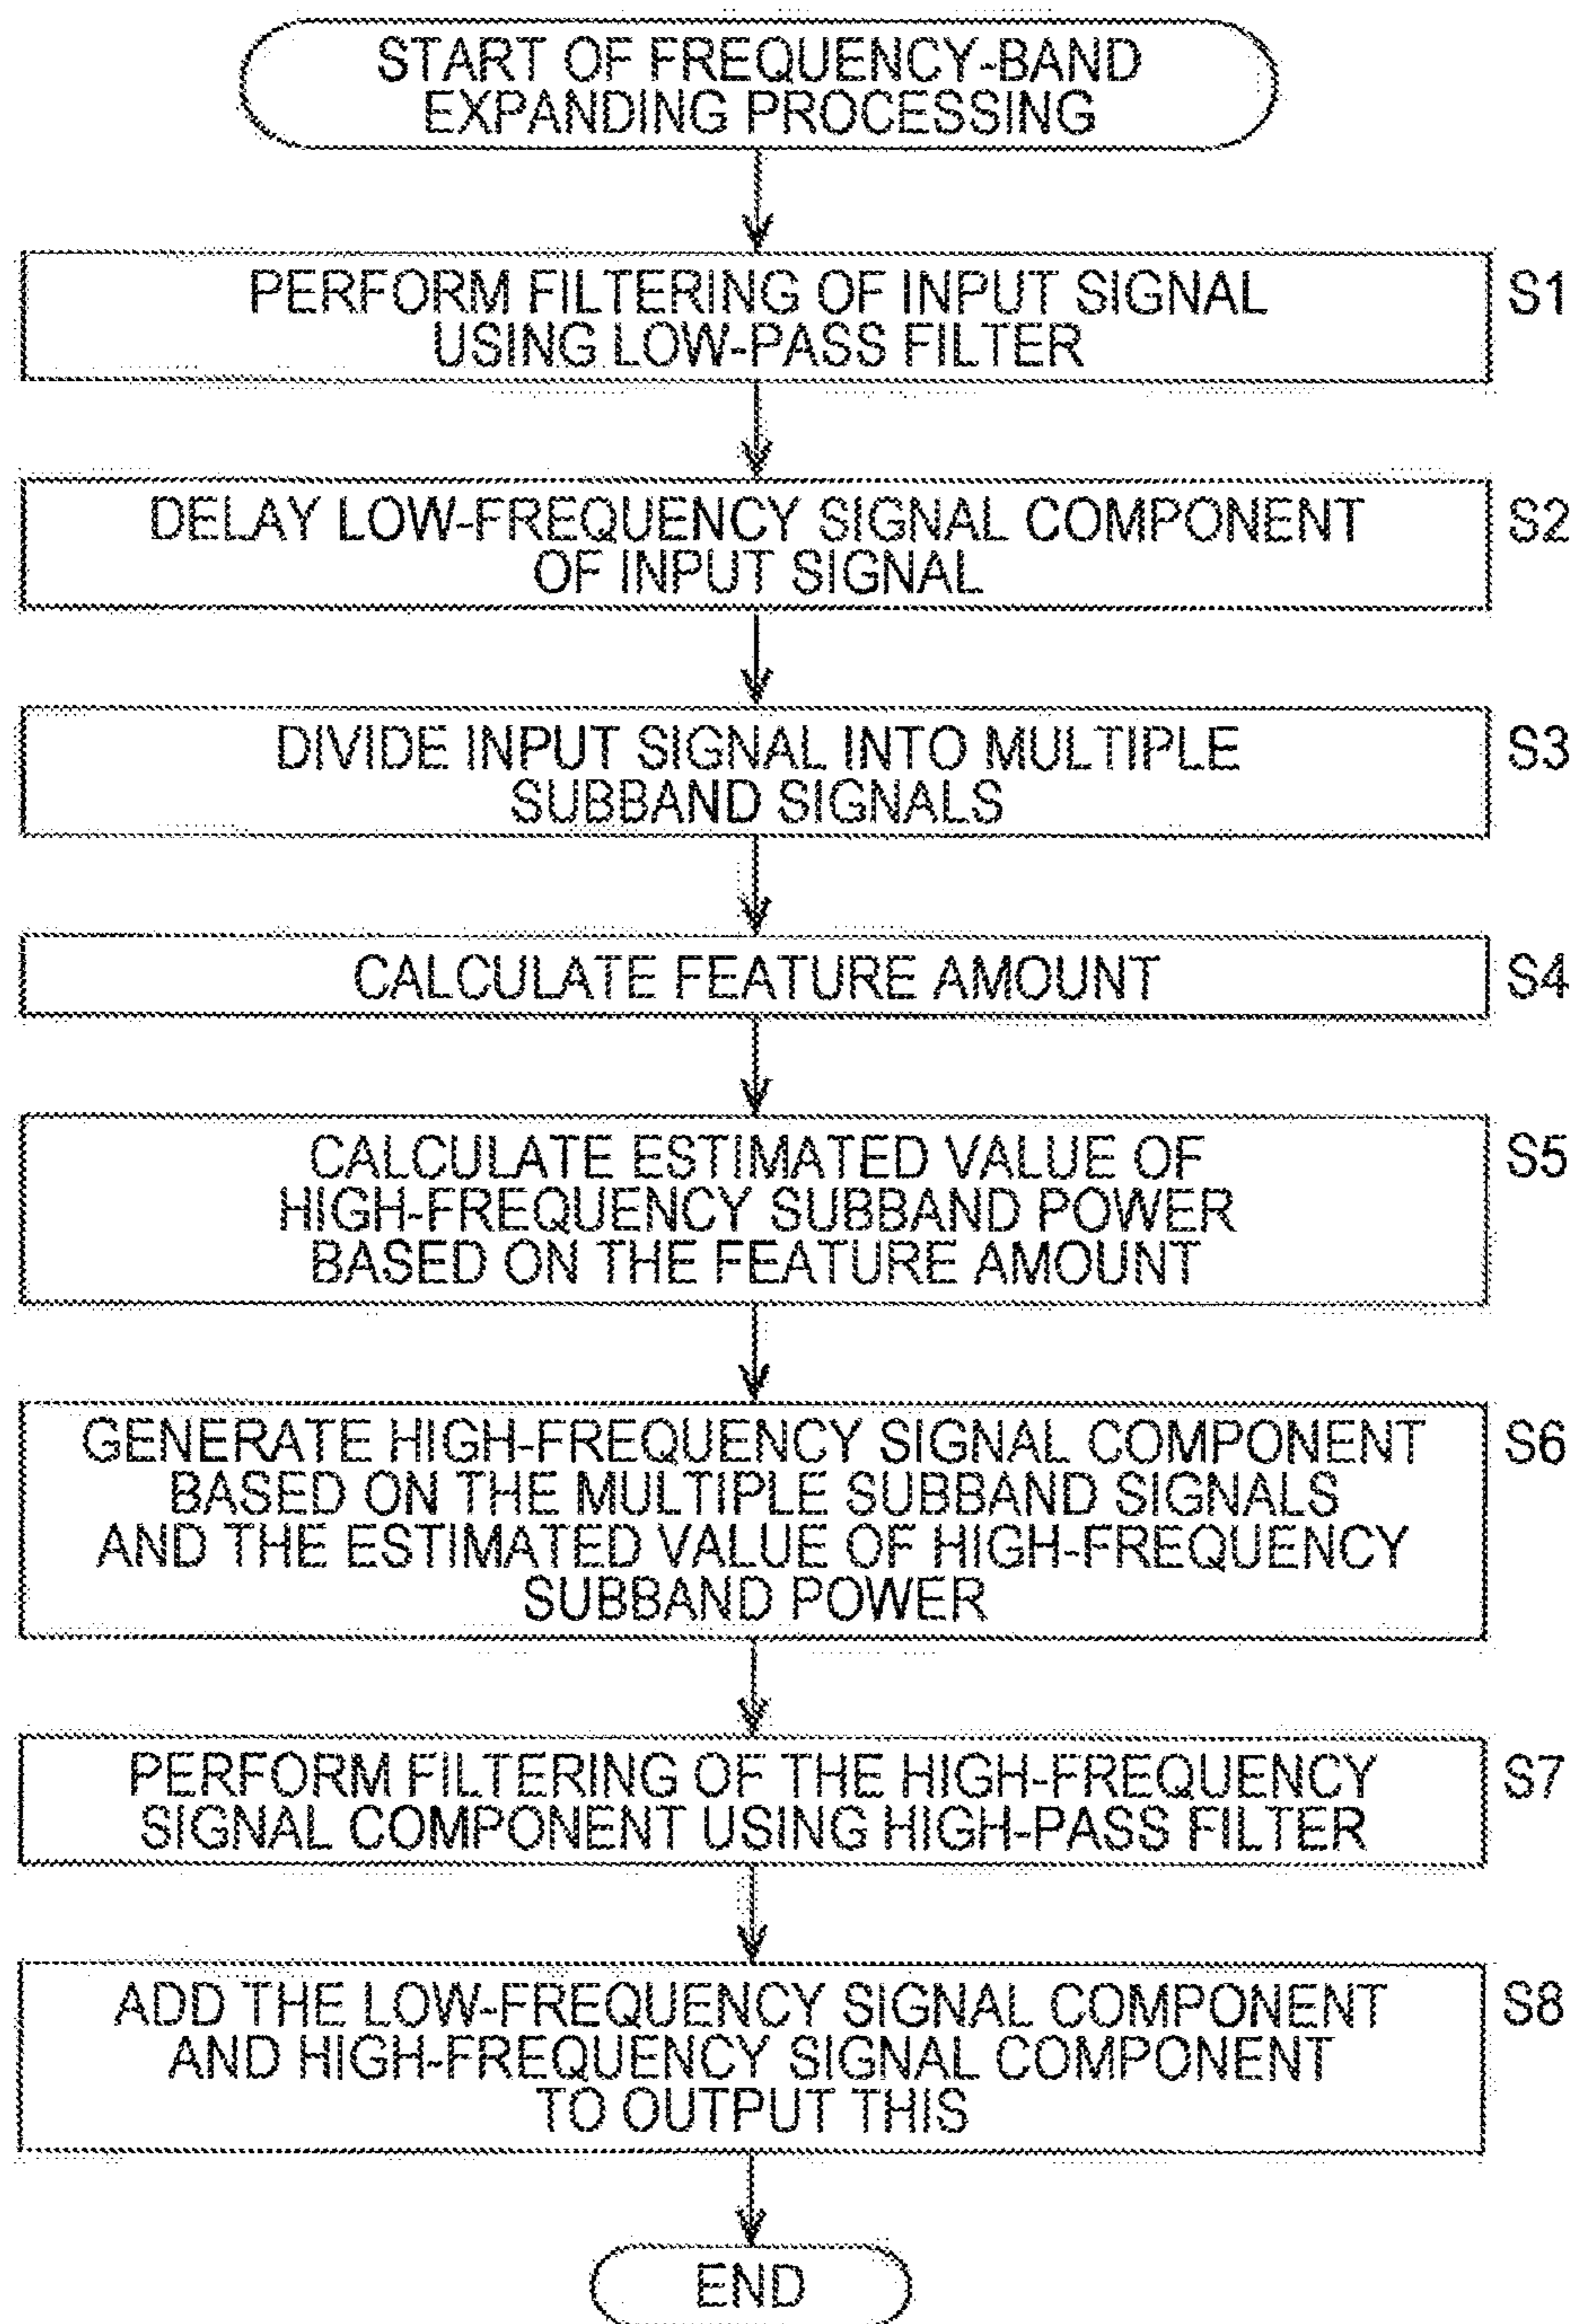 START OF FREQUENCY-BAND
EXPANDING PROCESSING
PERFORM FILTERING OF INPUT SIGNAL
USING LOW-PASS FILTER
S1
DELAY LOW-FREQUENCY SIGNAL COMPONENT
OF INPUT SIGNAL
S2
DIVIDE INPUT SIGNAL INTO MULTIPLE
SUBBAND SIGNALS
S3
CALCULATE FEATURE AMOUNT
S4
CALCULATE ESTIMATED VALUE OF
HIGH-FREQUENCY SUBBAND POWER
BASED ON THE FEATURE AMOUNT
S5
GENERATE HIGH-FREQUENCY SIGNAL COMPONENT
BASED ON THE MULTIPLE SUBBAND SIGNALS
AND THE ESTIMATED VALUE OF HIGH-FREQUENCY
SUBBAND POWER
S6
PERFORM FILTERING OF THE HIGH-FREQUENCY
SIGNAL COMPONENT USING HIGH-PASS FILTER
S7
ADD THE LOW-FREQUENCY SIGNAL COMPONENT
AND HIGH-FREQUENCY SIGNAL COMPONENT
TO OUTPUT THIS
S8
END